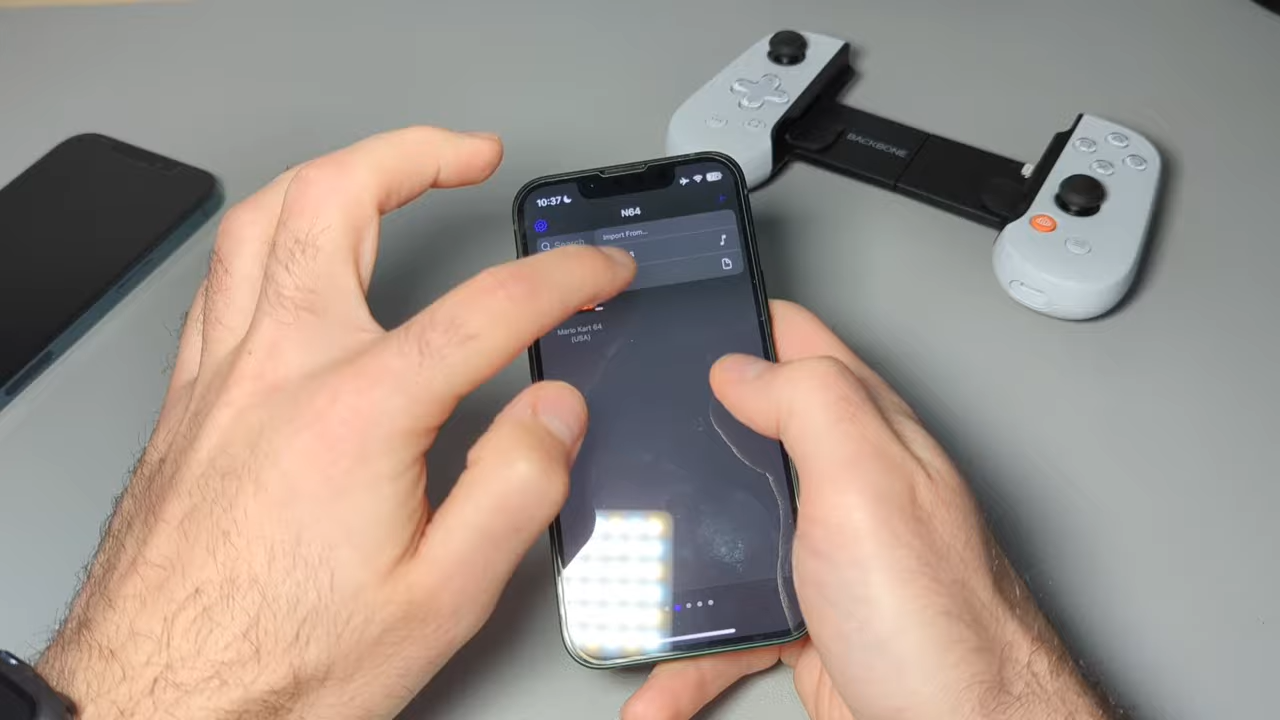 10:37
N64
Search
Import From...
Mario Kart 64
(USA)
BACKBONE